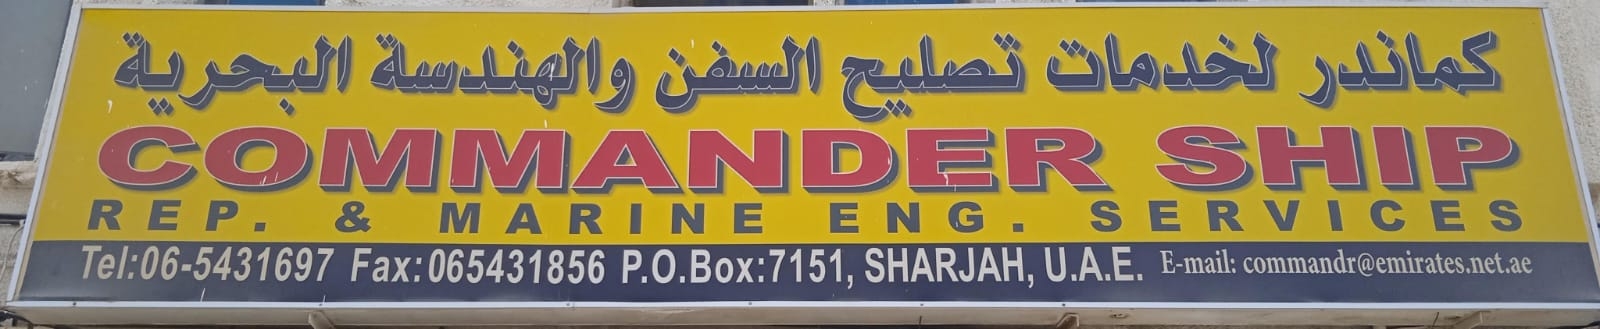 كماندر لخدمات تصليح السفن والهندسة البحرية
COMMANDER SHIP
REP. & MARINE ENG. SERVICES
Tel:06-5431697 Fax:065431856 P.O.Box:7151, SHARJAH, U.A.E. E-mail: commandr@emirates.net.ae